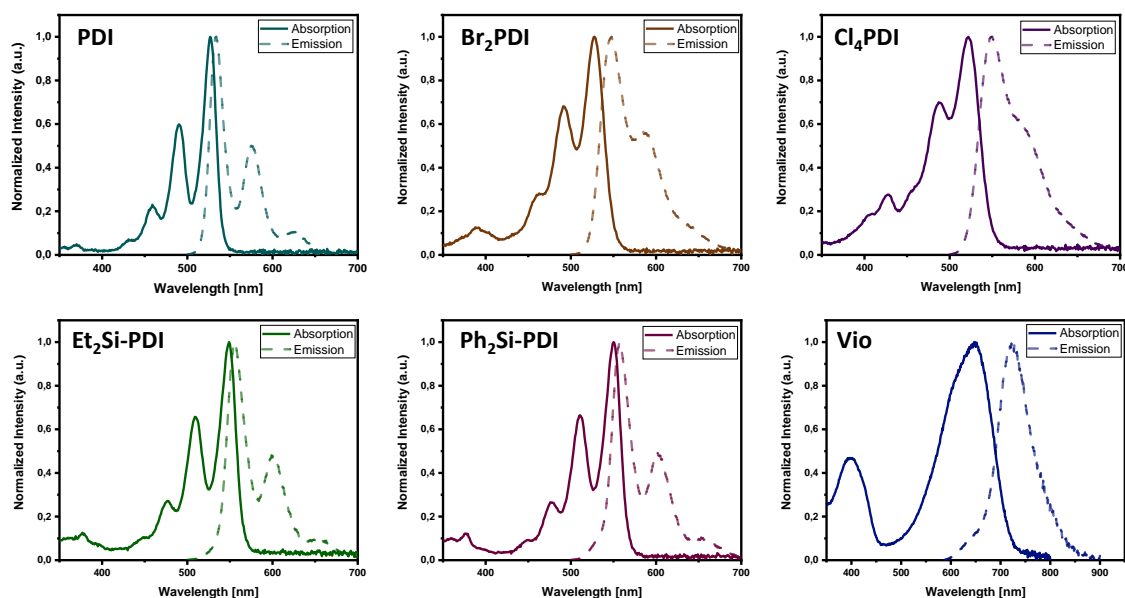 PDI
Absorption
Emission
Normalized Intensity (a.u.)
1,0
0,8
0,6
0,4
0,2
0,0
400 500 600 700
Wavelength [nm]
Br₂PDI
Absorption
Emission
Normalized Intensity (a.u.)
1,0
0,8
0,6
0,4
0,2
0,0
400 500 600 700
Wavelength [nm]
Cl₄PDI
Absorption
Emission
Normalized Intensity (a.u.)
1,0
0,8
0,6
0,4
0,2
0,0
400 500 600 700
Wavelength [nm]
Et₂Si-PDI
Absorption
Emission
Normalized Intensity (a.u.)
1,0
0,8
0,6
0,4
0,2
0,0
400 500 600 700
Wavelength [nm]
Ph₂Si-PDI
Absorption
Emission
Normalized Intensity (a.u.)
1,0
0,8
0,6
0,4
0,2
0,0
400 500 600 700
Wavelength [nm]
Vio
Absorption
Emission
Normalized Intensity (a.u.)
1,0
0,8
0,6
0,4
0,2
0,0
400 500 600 700 800 900
Wavelength [nm]